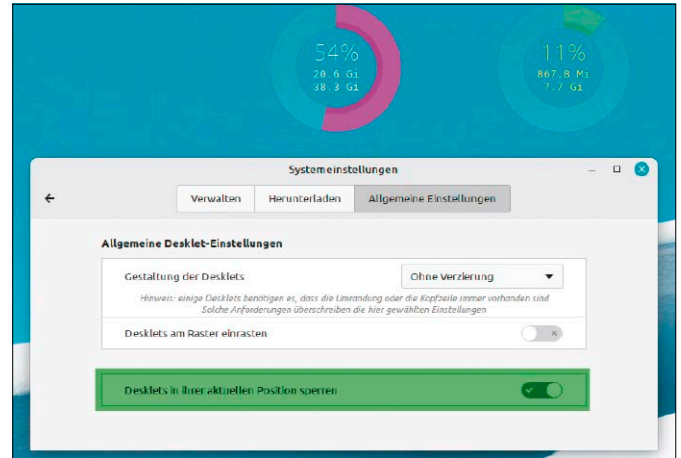 54%
20.6 Gi
38.3 Gi
11%
867.8 Mi
7.7 Gi
Systemeinstellungen
Verwalten
Herunterladen
Allgemeine Einstellungen
Allgemeine Desklet-Einstellungen
Gestaltung der Desklets
Ohne Verzierung
Hinweis: einige Desklets benötigen es, dass die Umrandung oder die Kopfzeile immer vorhanden sind
Solche Anforderungen überschreiben die hier gewählten Einstellungen
Desklets am Raster einrasten
Desklets in ihrer aktuellen Position sperren